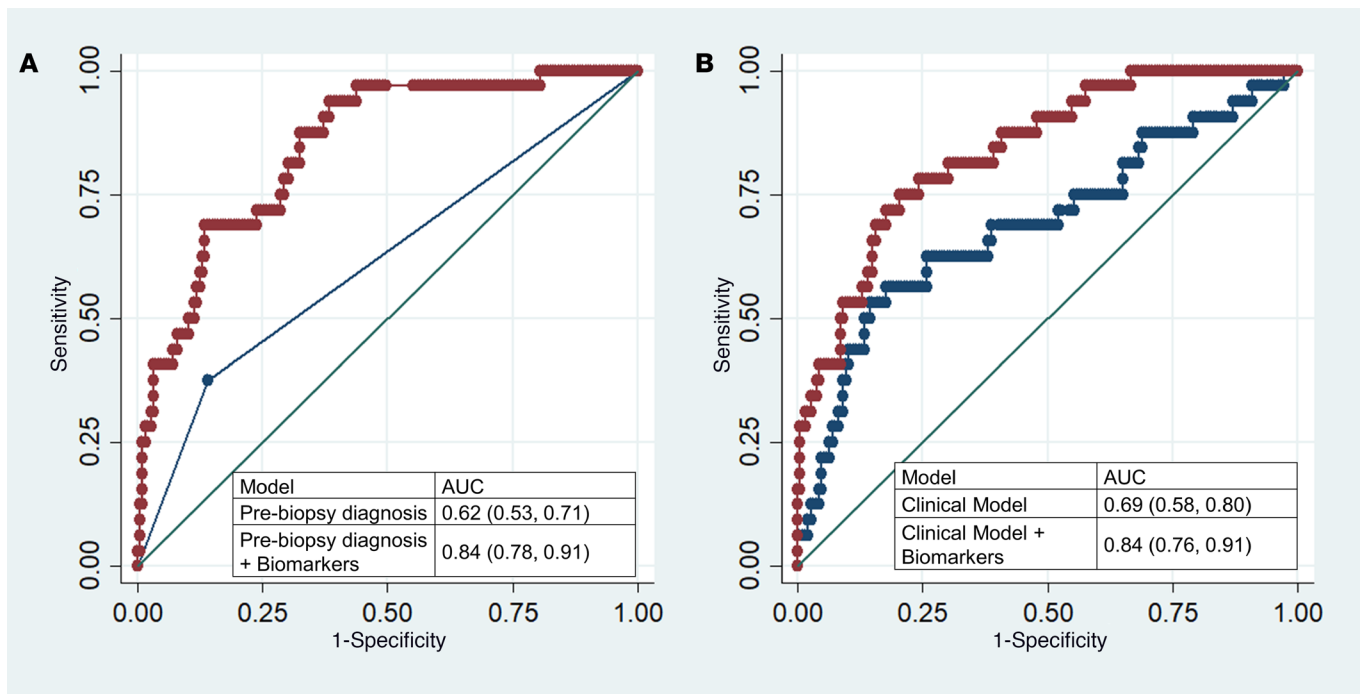 A
Sensitivity
1.00
0.75
0.50
0.25
0.00
Model AUC
Pre-biopsy diagnosis 0.62 (0.53, 0.71)
Pre-biopsy diagnosis
+ Biomarkers 0.84 (0.78, 0.91)
0.00 0.25 0.50 0.75 1.00
1-Specificity
B
Sensitivity
1.00
0.75
0.50
0.25
0.00
Model AUC
Clinical Model 0.69 (0.58, 0.80)
Clinical Model +
Biomarkers 0.84 (0.76, 0.91)
0.00 0.25 0.50 0.75 1.00
1-Specificity